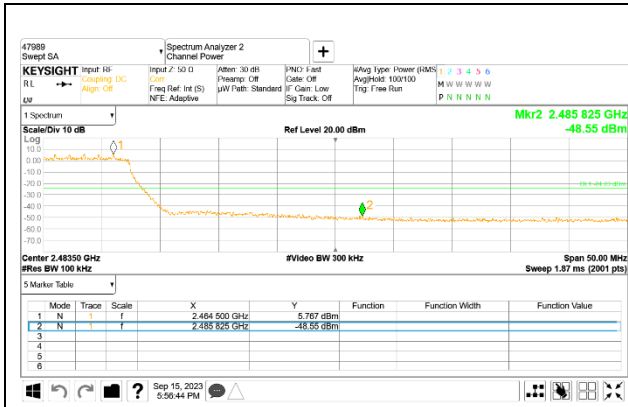 47989
Swept SA
Spectrum Analyzer 2
Channel Power
+
KEYSIGHT
RL
Input: RF
Coupling: DC
Align: Off
Input Z: 50 Ω
Corr
Freq Ref: Int (S)
NFE: Adaptive
Atten: 30 dB
Preamp: Off
µW Path: Standard
PNO: Fast
Gate: Off
IF Gain: Low
Sig Track: Off
#Avg Type: Power (RMS
Avg|Hold: 100/100
Trig: Free Run
1 2 3 4 5 6
M W W W W W
P N N N N N
1 Spectrum
Mkr2 2.485 825 GHz
Scale/Div 10 dB
Ref Level 20.00 dBm
-48.55 dBm
Log
10.0
0.00
-10.0
-20.0
-30.0
-40.0
-50.0
-60.0
-70.0
1
2
Center 2.48350 GHz
#Video BW 300 kHz
Span 50.00 MHz
#Res BW 100 kHz
Sweep 1.87 ms (2001 pts)
5 Marker Table
Mode Trace Scale X Y Function Function Width Function Value
1 N 1 f 2.464 500 GHz 5.767 dBm
2 N 1 f 2.485 825 GHz -48.55 dBm
3
4
5
6
?
Sep 15, 2023
5:56:44 PM